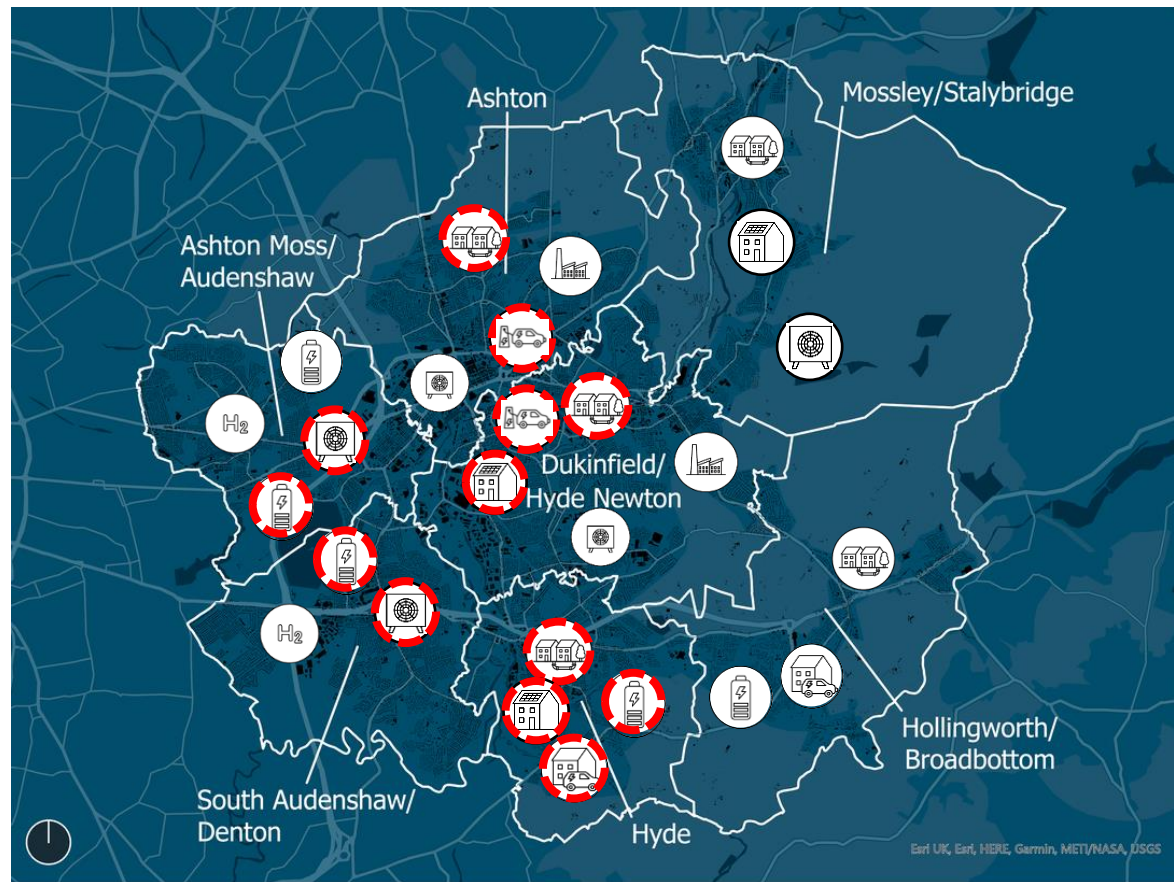 Ashton
Mossley/Stalybridge
Ashton Moss/
Audenshaw
H₂
Dukinfield/
Hyde Newton
H₂
Hollingworth/
Broadbottom
South Audenshaw/
Denton
Hyde
Esri UK, Esri, HERE, Garmin, METI/NASA, USGS